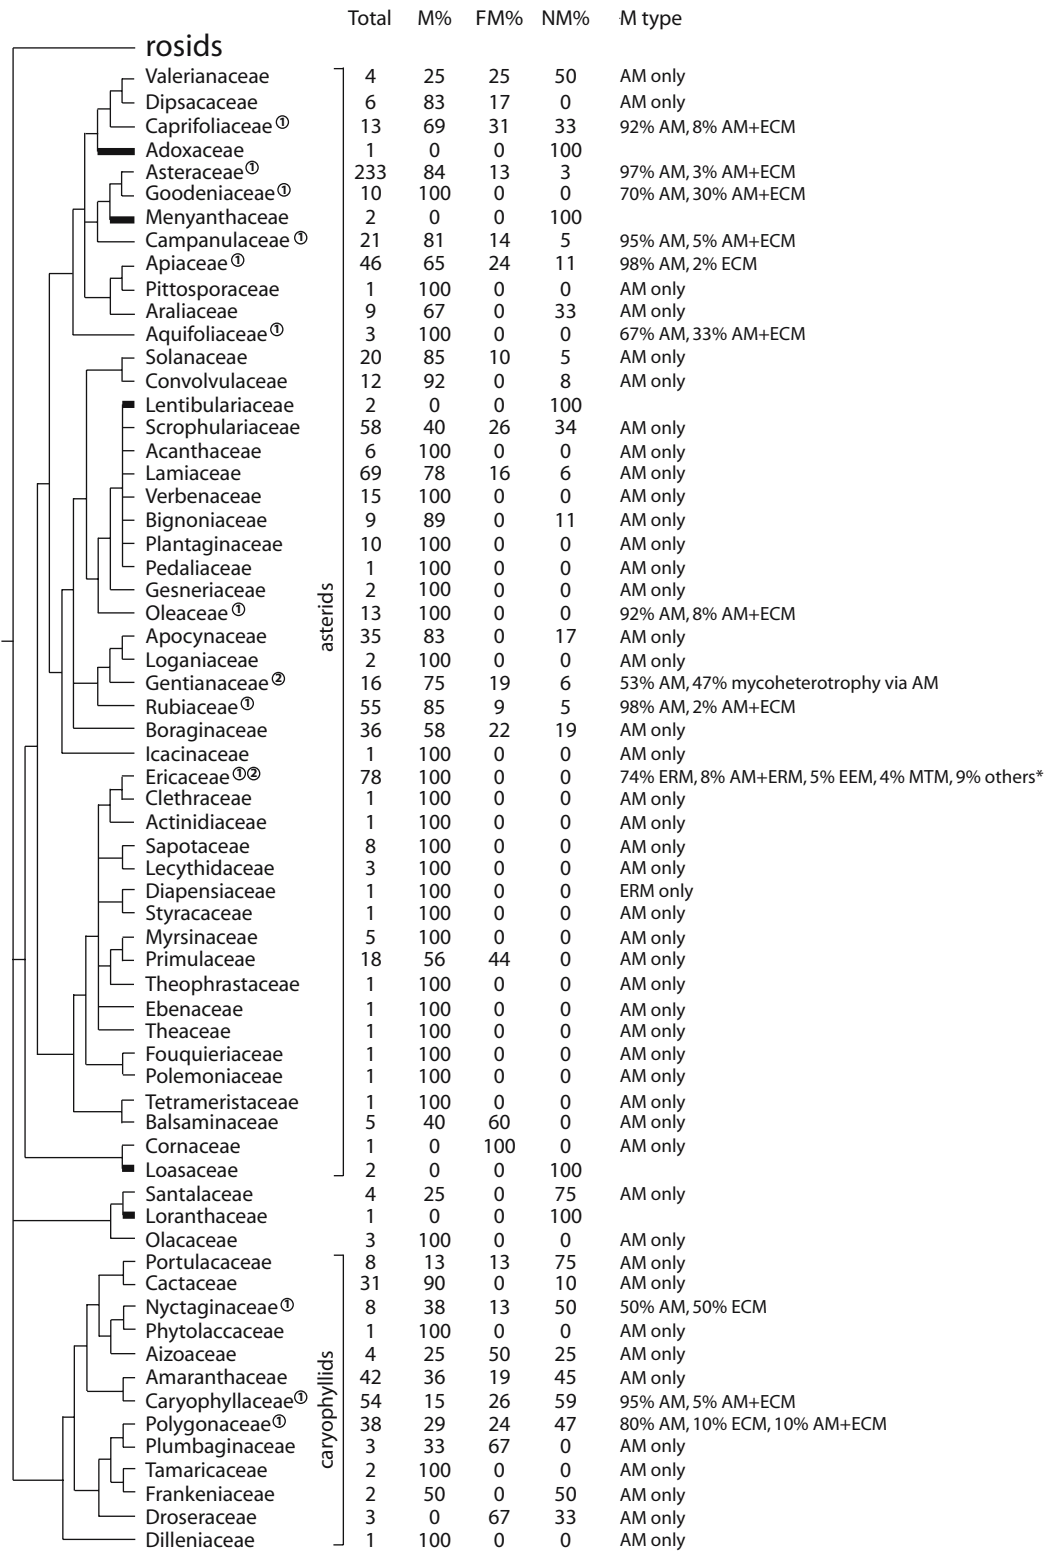 Total M% FM% NM% M type
rosids
Valerianaceae 4 25 25 50 AM only
Dipsacaceae 6 83 17 0 AM only
Caprifoliaceae① 13 69 31 33 92% AM, 8% AM+ECM
Adoxaceae 1 0 0 100
Asteraceae① 233 84 13 3 97% AM, 3% AM+ECM
Goodeniaceae① 10 100 0 0 70% AM, 30% AM+ECM
Menyanthaceae 2 0 0 100
Campanulaceae① 21 81 14 5 95% AM, 5% AM+ECM
Apiaceae① 46 65 24 11 98% AM, 2% ECM
Pittosporaceae 1 100 0 0 AM only
Araliaceae 9 67 0 33 AM only
Aquifoliaceae① 3 100 0 0 67% AM, 33% AM+ECM
Solanaceae 20 85 10 5 AM only
Convolvulaceae 12 92 0 8 AM only
Lentibulariaceae 2 0 0 100
Scrophulariaceae 58 40 26 34 AM only
Acanthaceae 6 100 0 0 AM only
Lamiaceae 69 78 16 6 AM only
Verbenaceae 15 100 0 0 AM only
Bignoniaceae 9 89 0 11 AM only
Plantaginaceae 10 100 0 0 AM only
Pedaliaceae 1 100 0 0 AM only
Gesneriaceae 2 100 0 0 AM only
Oleaceae① 13 100 0 0 92% AM, 8% AM+ECM
asterids
Apocynaceae 35 83 0 17 AM only
Loganiaceae 2 100 0 0 AM only
Gentianaceae② 16 75 19 6 53% AM, 47% mycoheterotrophy via AM
Rubiaceae① 55 85 9 5 98% AM, 2% AM+ECM
Boraginaceae 36 58 22 19 AM only
Icacinaceae 1 100 0 0 AM only
Ericaceae①② 78 100 0 0 74% ERM, 8% AM+ERM, 5% EEM, 4% MTM, 9% others*
Clethraceae 1 100 0 0 AM only
Actinidiaceae 1 100 0 0 AM only
Sapotaceae 8 100 0 0 AM only
Lecythidaceae 3 100 0 0 AM only
Diapensiaceae 1 100 0 0 ERM only
Styracaceae 1 100 0 0 AM only
Myrsinaceae 5 100 0 0 AM only
Primulaceae 18 56 44 0 AM only
Theophrastaceae 1 100 0 0 AM only
Ebenaceae 1 100 0 0 AM only
Theaceae 1 100 0 0 AM only
Fouquieriaceae 1 100 0 0 AM only
Polemoniaceae 1 100 0 0 AM only
Tetrameristaceae 1 100 0 0 AM only
Balsaminaceae 5 40 60 0 AM only
Cornaceae 1 0 100 0 AM only
Loasaceae 2 0 0 100
Santalaceae 4 25 0 75 AM only
Loranthaceae 1 0 0 100
Olacaceae 3 100 0 0 AM only
Portulacaceae 8 13 13 75 AM only
Cactaceae 31 90 0 10 AM only
Nyctaginaceae① 8 38 13 50 50% AM, 50% ECM
Phytolaccaceae 1 100 0 0 AM only
Aizoaceae 4 25 50 25 AM only
Amaranthaceae 42 36 19 45 AM only
caryophyllids
Caryophyllaceae① 54 15 26 59 95% AM, 5% AM+ECM
Polygonaceae① 38 29 24 47 80% AM, 10% ECM, 10% AM+ECM
Plumbaginaceae 3 33 67 0 AM only
Tamaricaceae 2 100 0 0 AM only
Frankeniaceae 2 50 0 50 AM only
Droseraceae 3 0 67 33 AM only
Dilleniaceae 1 100 0 0 AM only